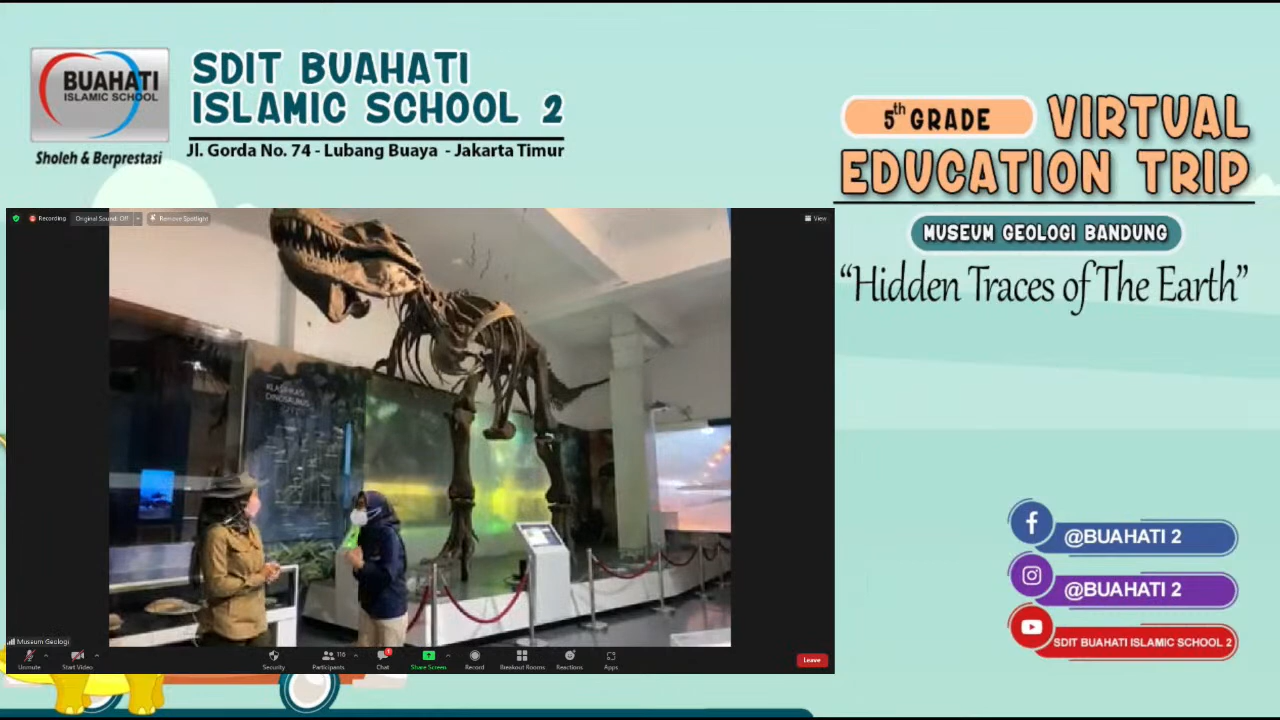 BUAHATI
ISLAMIC SCHOOL
Sholeh & Berprestasi
SDIT BUAHATI
ISLAMIC SCHOOL 2
Jl. Gorda No. 74 - Lubang Buaya - Jakarta Timur
5th GRADE VIRTUAL
EDUCATION TRIP
MUSEUM GEOLOGI BANDUNG
“Hidden Traces of The Earth”
Recording
Original Sound: Off
Remove Spotlight
View
KLASIFIKASI
DINOSAURUS
Museum Geologi
Unmute
Start Video
Security
116
Participants
1
Chat
Share Screen
Record
Breakout Rooms
Reactions
Apps
Leave
@BUAHATI 2
@BUAHATI 2
SDIT BUAHATI ISLAMIC SCHOOL 2